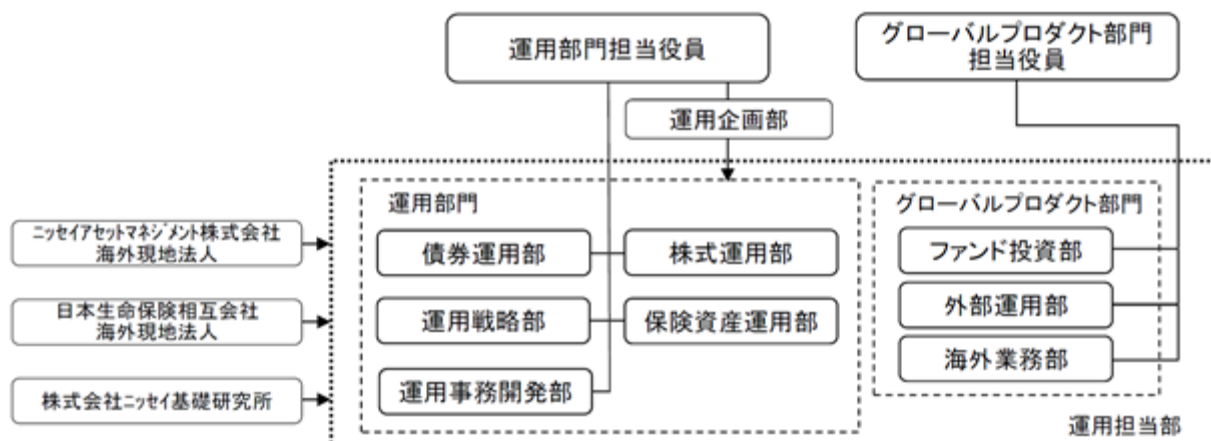 運用部門担当役員
グローバルプロダクト部門
担当役員
運用企画部
運用部門
グローバルプロダクト部門
ニッセイアセットマネジメント株式会社
海外現地法人
債券運用部
株式運用部
ファンド投資部
日本生命保険相互会社
海外現地法人
運用戦略部
保険資産運用部
外部運用部
海外業務部
株式会社ニッセイ基礎研究所
運用事務開発部
運用担当部